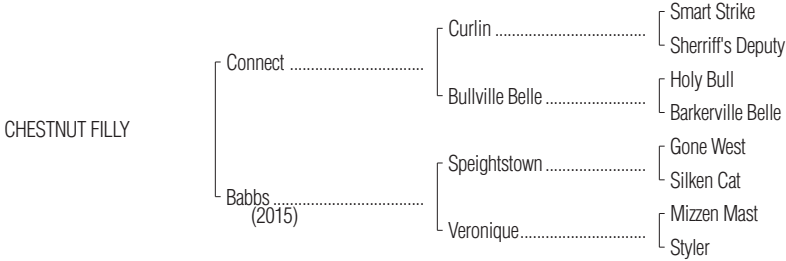 Smart Strike
Curlin
Sherriff's Deputy
Connect
Holy Bull
Bullville Belle
Barkerville Belle
CHESTNUT FILLY
Gone West
Speightstown
Silken Cat
Babbs
(2015)
Mizzen Mast
Veronique
Styler